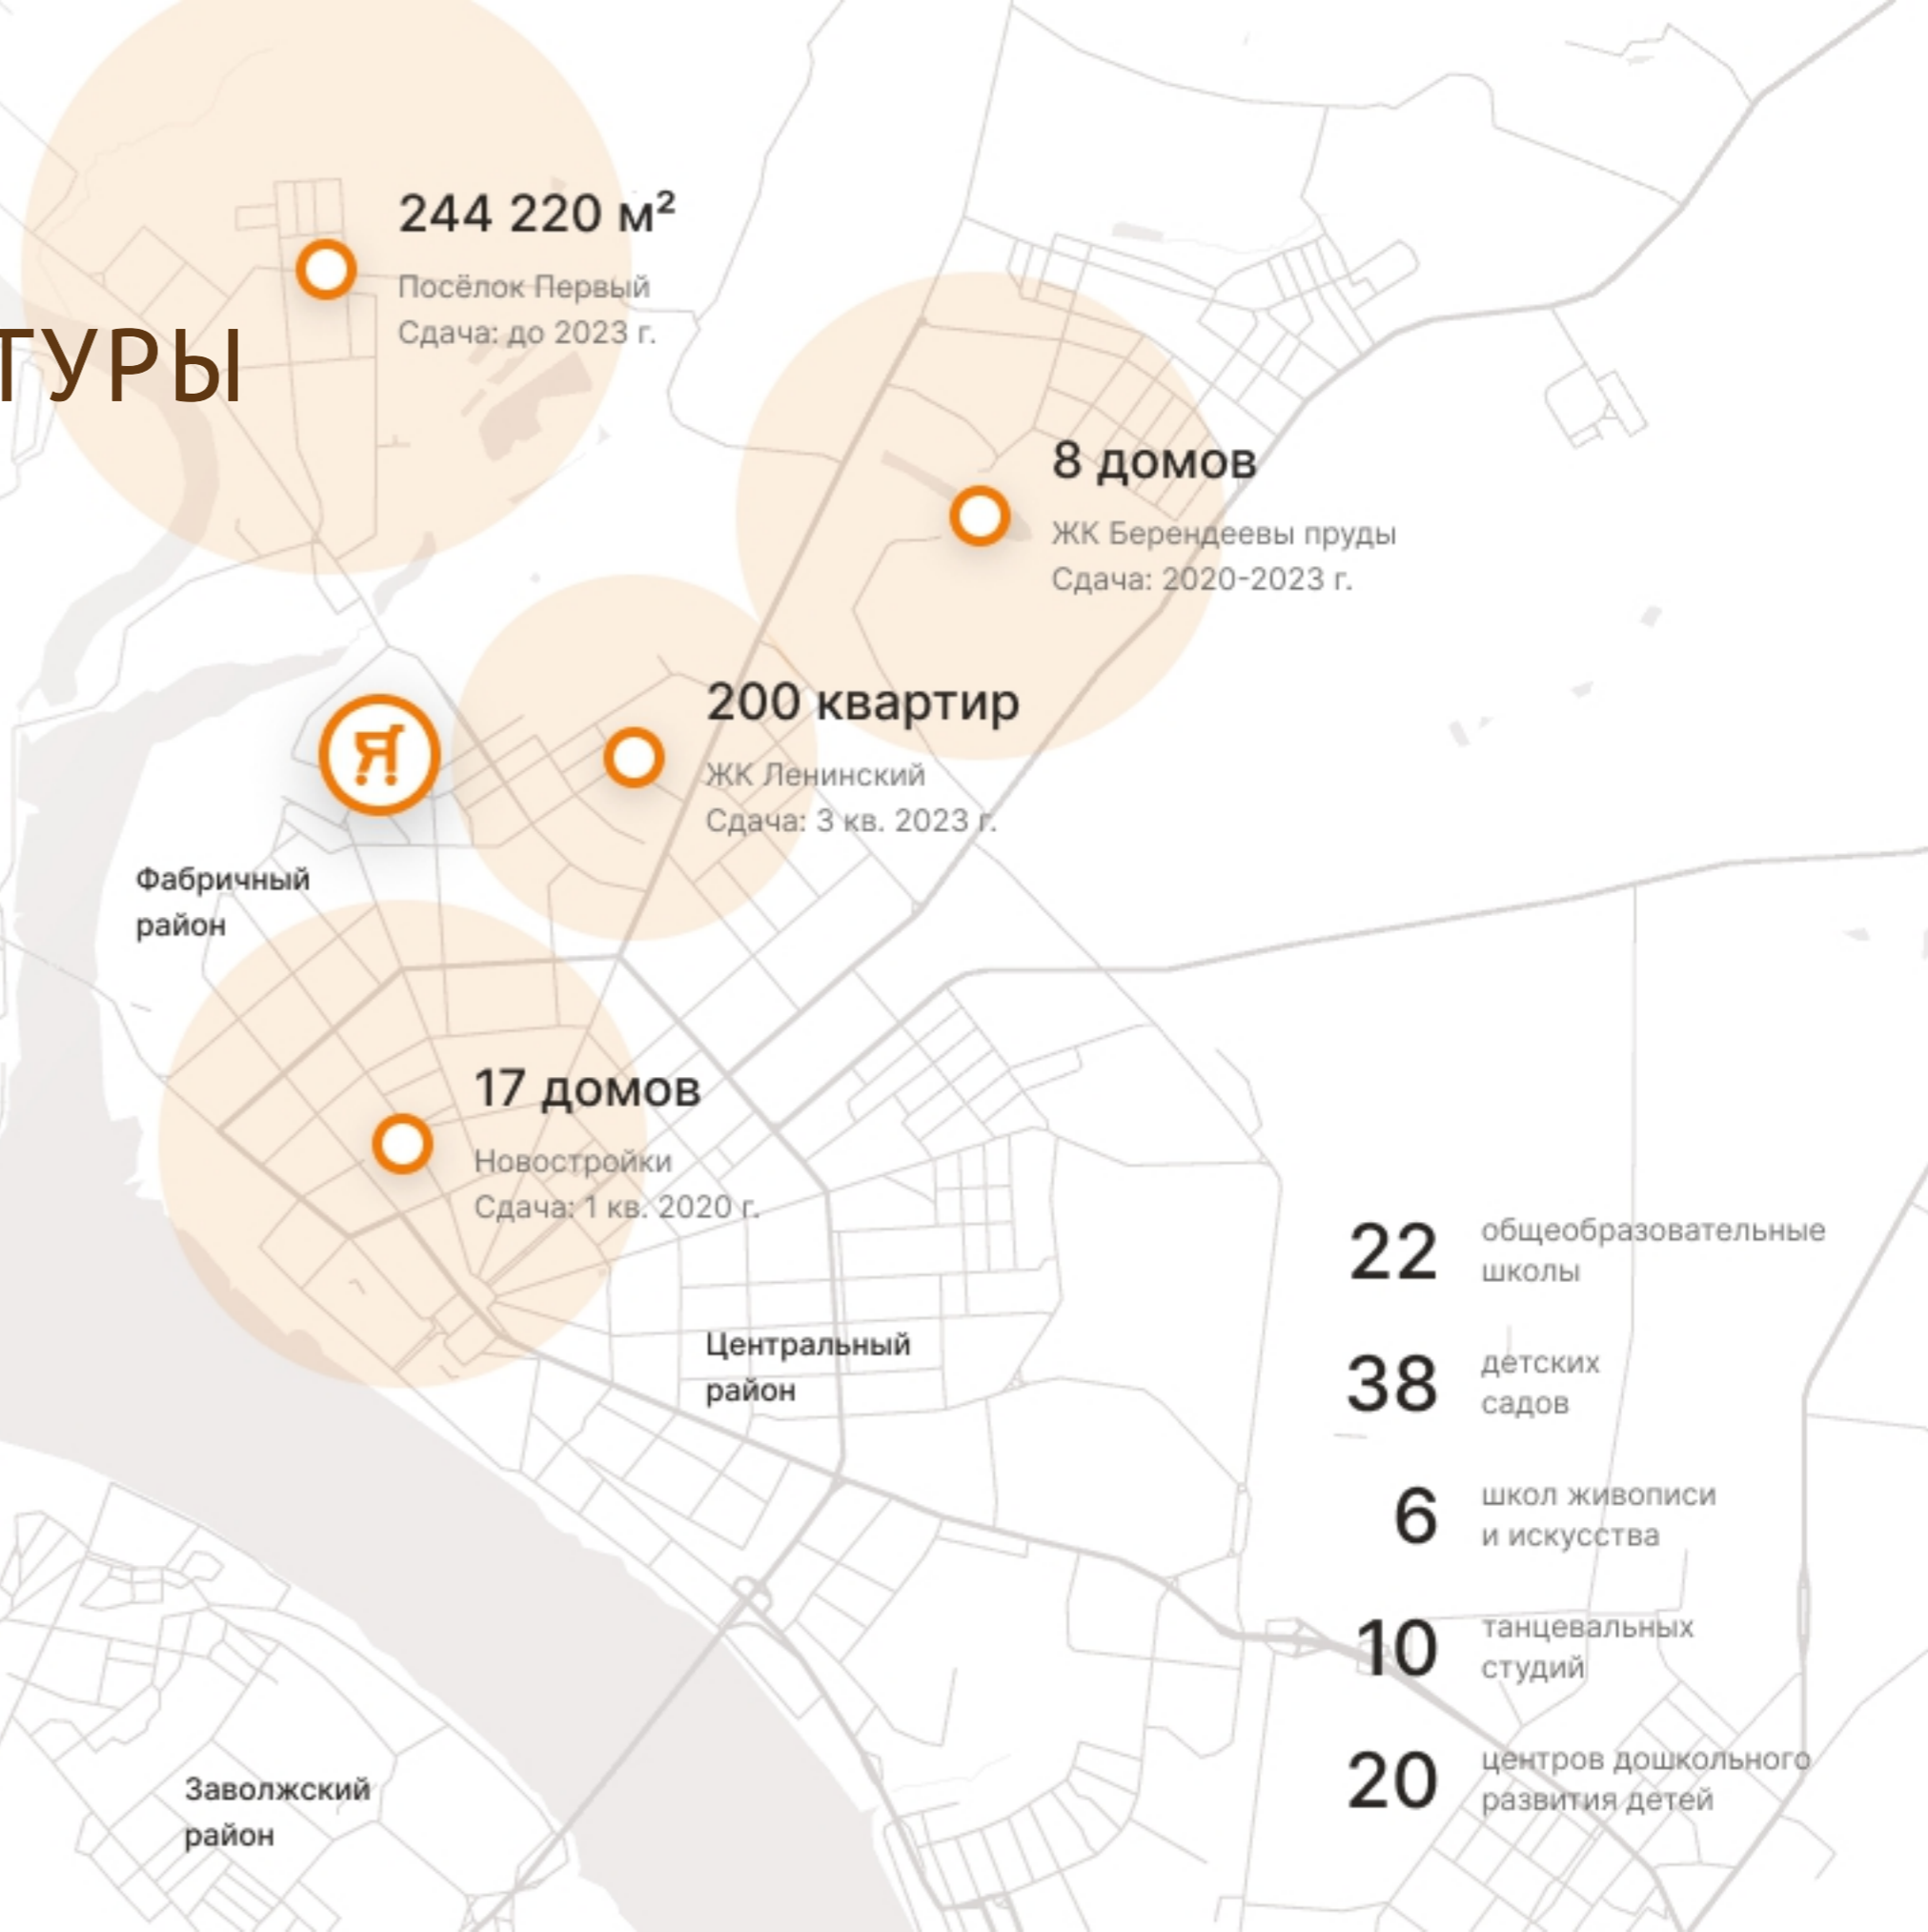 244 220 м²
Посёлок Первый
Сдача: до 2023 г.
ТУРЫ
8 домов
ЖК Берендеевы пруды
Сдача: 2020-2023 г.
200 квартир
ЖК Ленинский
Сдача: 3 кв. 2023 г.
Фабричный
район
17 домов
Новостройки
Сдача: 1 кв. 2020 г.
Центральный
район
Заволжский
район
22 общеобразовательные
школы
38 детских
садов
6 школ живописи
и искусства
10 танцевальных
студий
20 центров дошкольного
развития детей